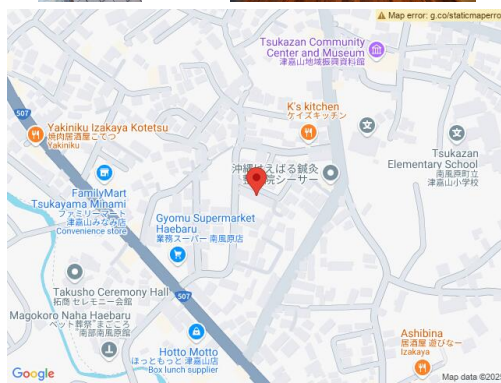 Map error: g.co/staticmaperro
Tsukazan Community
Center and Museum
津嘉山地域振興資料館
507
K's kitchen
ケイズキッチン
Yakiniku Izakaya Kotetsu
焼肉居酒屋こてつ
Yakiniku
Tsukazan
Elementary School
南風原町立
津嘉山小学校
沖縄はえばる鍼灸
整骨院シーサー
FamilyMart
Tsukayama Minami
ファミリーマート
津嘉山みなみ店
Convenience store
Gyomu Supermarket
Haebaru
業務スーパー 南風原店
Takusho Ceremony Hall
拓商 セレモニー会館
507
Magokoro Naha Haebaru
ペット葬祭"まごころ
"南部南風原館
Hotto Motto
ほっともっと 津嘉山店
Box lunch supplier
Ashibina
居酒屋 遊びなー
Izakaya
Google
Map data ©2025